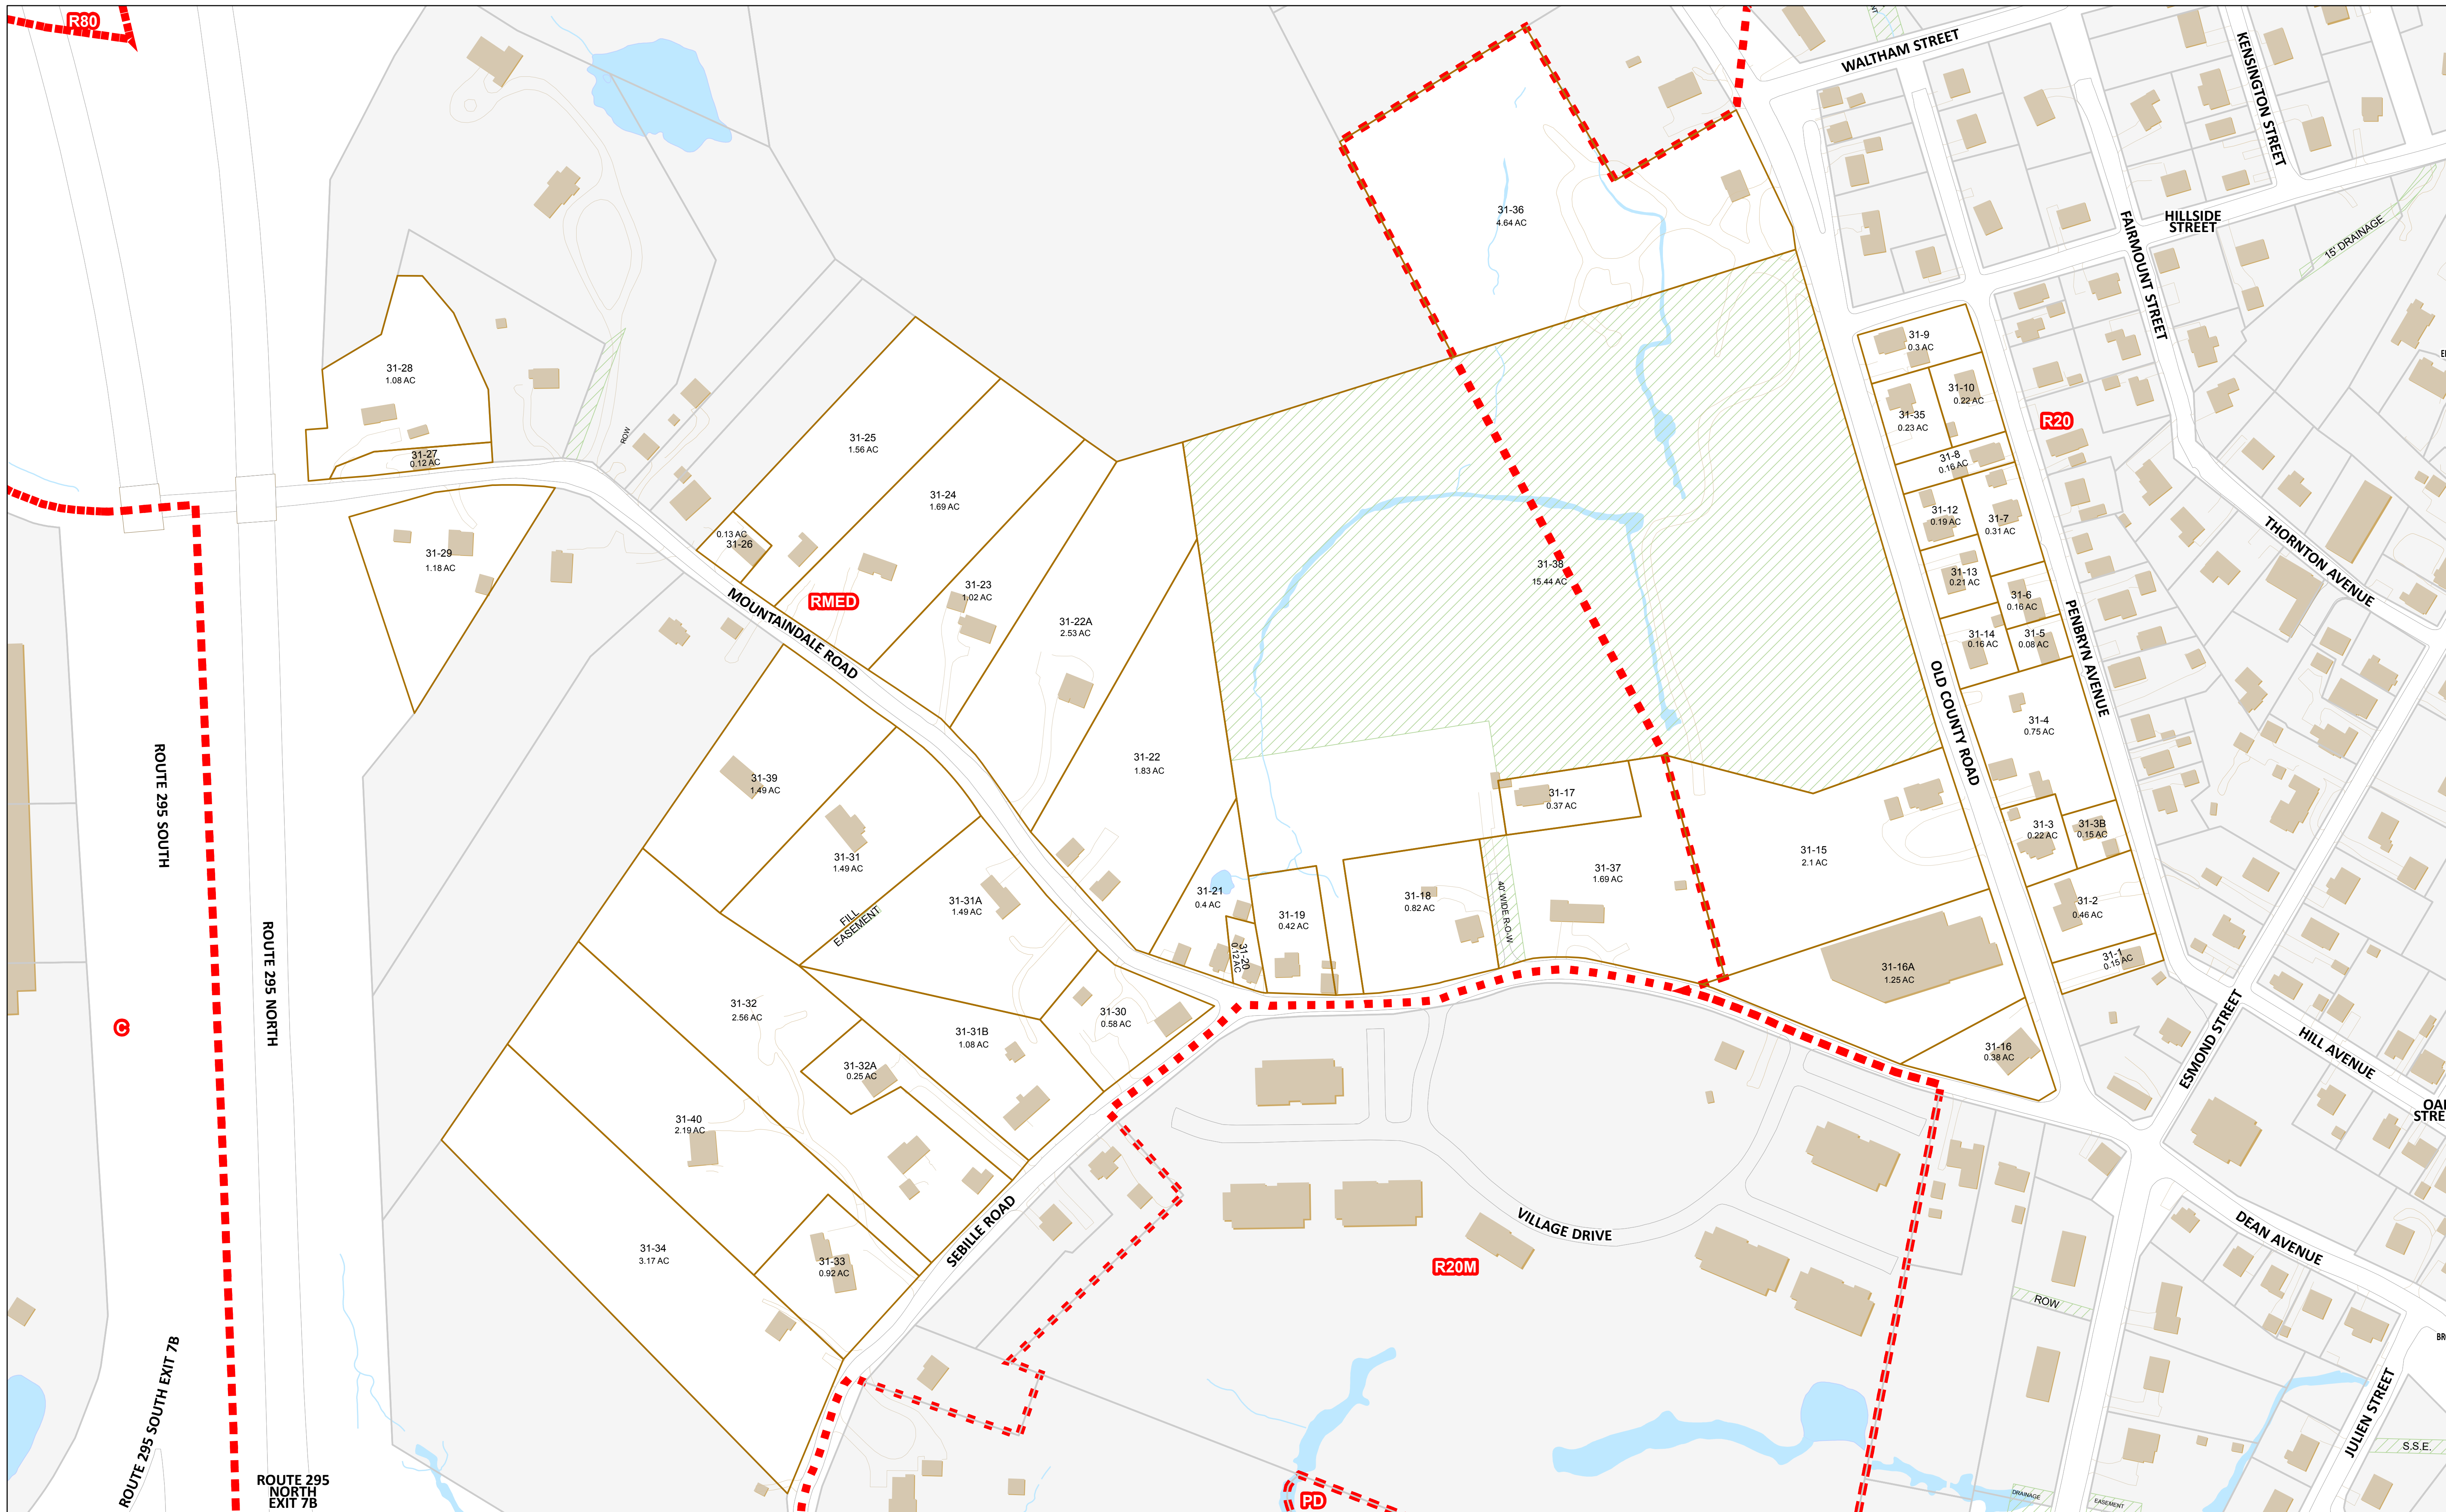 R80
WALTHAM STREET
KENSINGTON STREET
HILLSIDE
STREET
FAIRMOUNT STREET
15' DRAINAGE
31-36
4.64 AC
31-28
1.08 AC
31-27
0.12 AC
ROW
31-25
1.56 AC
31-24
1.69 AC
0.13 AC
31-26
31-23
1.02 AC
31-22A
2.53 AC
31-22
1.83 AC
31-29
1.18 AC
RMED
MOUNTAINDALE ROAD
31-38
15.44 AC
31-9
0.3 AC
31-10
0.22 AC
31-35
0.23 AC
31-8
0.16 AC
31-12
0.19 AC
31-7
0.31 AC
31-13
0.21 AC
31-6
0.16 AC
31-14
0.16 AC
31-5
0.08 AC
R20
THORNTON AVENUE
PENBRYN AVENUE
OLD COUNTY ROAD
31-4
0.75 AC
31-3
0.22 AC
31-3B
0.15 AC
31-2
0.46 AC
31-1
0.15 AC
31-17
0.37 AC
31-15
2.1 AC
31-37
1.69 AC
40' WIDE R-O-W
31-18
0.82 AC
31-19
0.42 AC
31-21
0.4 AC
31-20
0.12 AC
31-16A
1.25 AC
31-16
0.38 AC
31-39
1.49 AC
31-31
1.49 AC
FILL
EASEMENT
31-31A
1.49 AC
31-30
0.58 AC
31-31B
1.08 AC
31-32
2.56 AC
31-32A
0.25 AC
31-40
2.19 AC
31-33
0.92 AC
31-34
3.17 AC
SEBILLE ROAD
ROUTE 295 SOUTH
ROUTE 295 NORTH
C
ROUTE 295 SOUTH EXIT 7B
ROUTE 295
NORTH
EXIT 7B
VILLAGE DRIVE
R20M
PD
ESMOND STREET
HILL AVENUE
DEAN AVENUE
ROW
JULIEN STREET
S.S.E.
DRAINAGE
EASEMENT